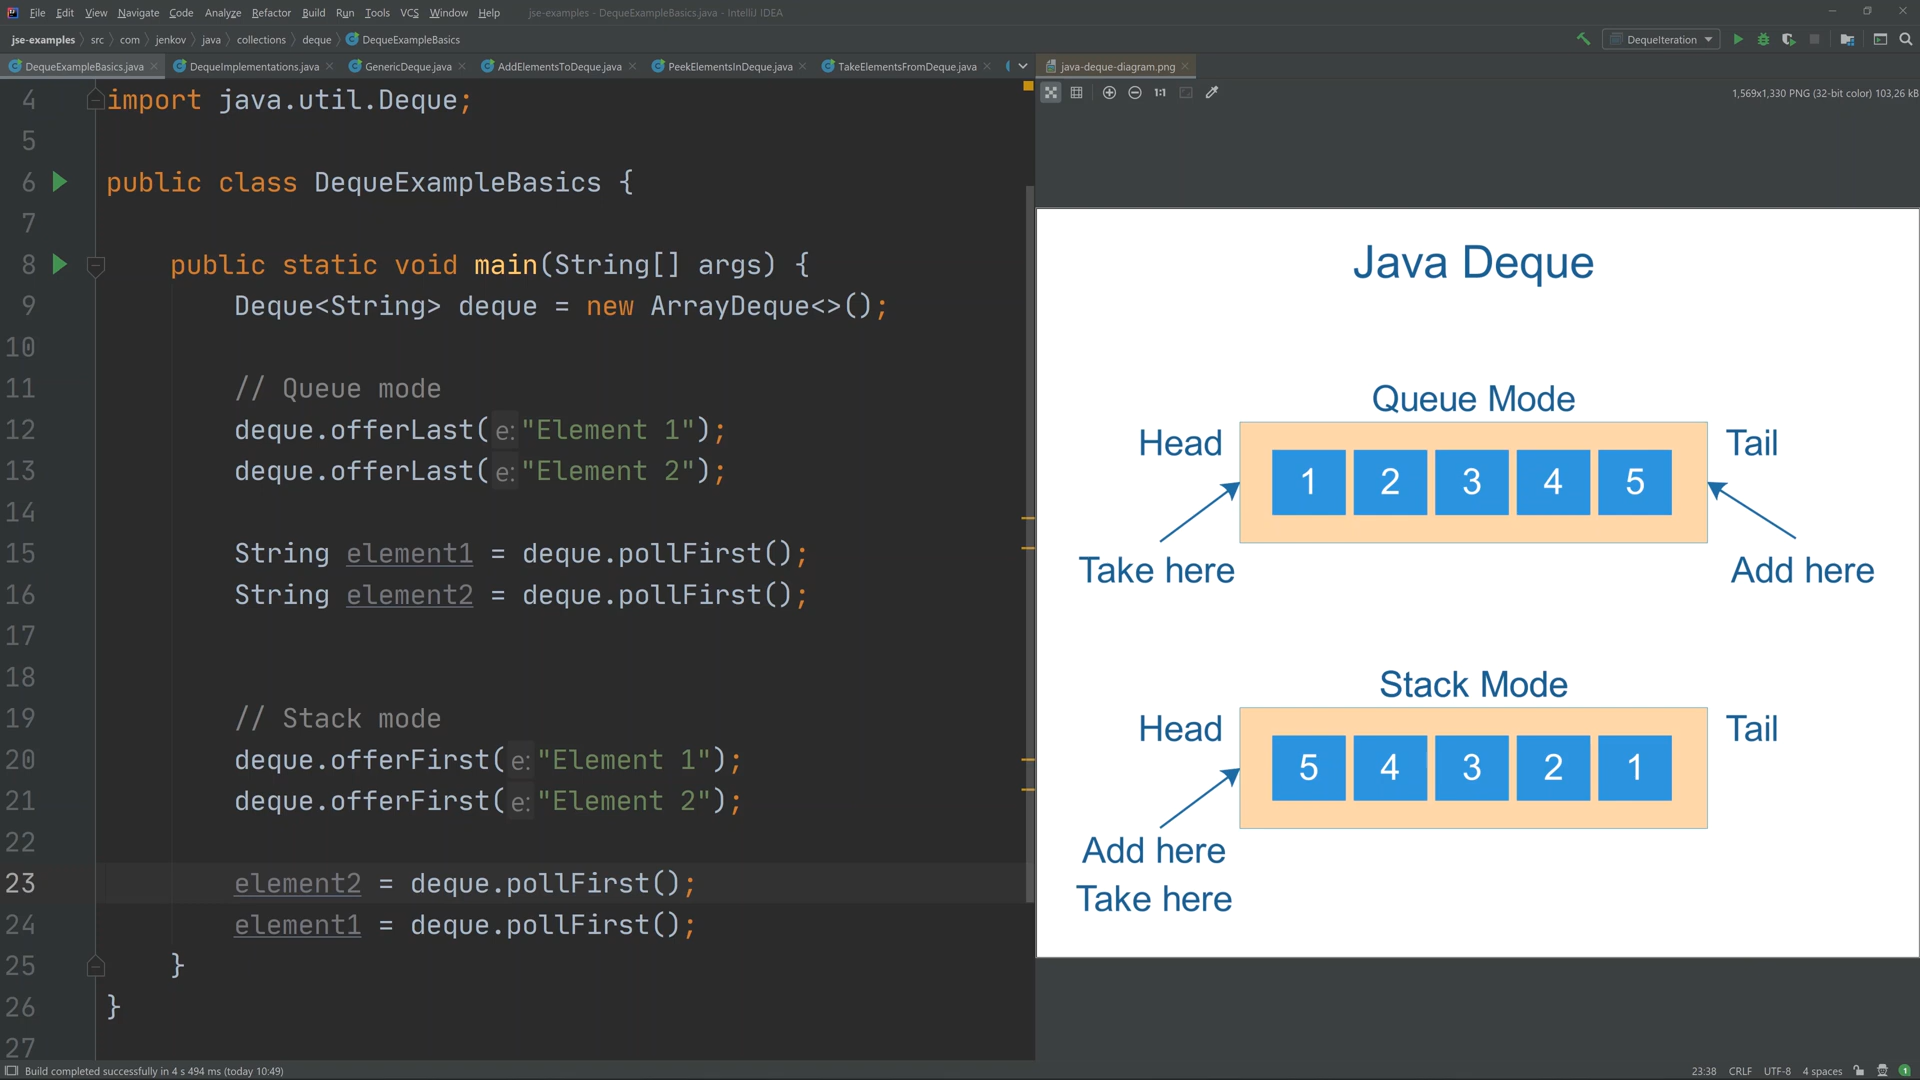 File Edit View Navigate Code Analyze Refactor Build Run Tools VCS Window Help jse-examples - DequeExampleBasics.java - IntelliJ IDEA
jse-examples src com jenkov java collections deque DequeExampleBasics DequeIteration
DequeExampleBasics.java DequeImplementations.java GenericDeque.java AddElementsToDeque.java PeekElementsInDeque.java TakeElementsFromDeque.java java-deque-diagram.png
1:1 1,569x1,330 PNG (32-bit color) 103,26 kB
4 import java.util.Deque;
5
6 public class DequeExampleBasics {
7
8 public static void main(String[] args) {
9 Deque<String> deque = new ArrayDeque<>();
10
11 // Queue mode
12 deque.offerLast( e: "Element 1");
13 deque.offerLast( e: "Element 2");
14
15 String element1 = deque.pollFirst();
16 String element2 = deque.pollFirst();
17
18
19 // Stack mode
20 deque.offerFirst( e: "Element 1");
21 deque.offerFirst( e: "Element 2");
22
23 element2 = deque.pollFirst();
24 element1 = deque.pollFirst();
25 }
26 }
27
Java Deque
Queue Mode
Head Tail
1 2 3 4 5
Take here Add here
Stack Mode
Head Tail
5 4 3 2 1
Add here
Take here
Build completed successfully in 4 s 494 ms (today 10:49) 23:38 CRLF UTF-8 4 spaces 1